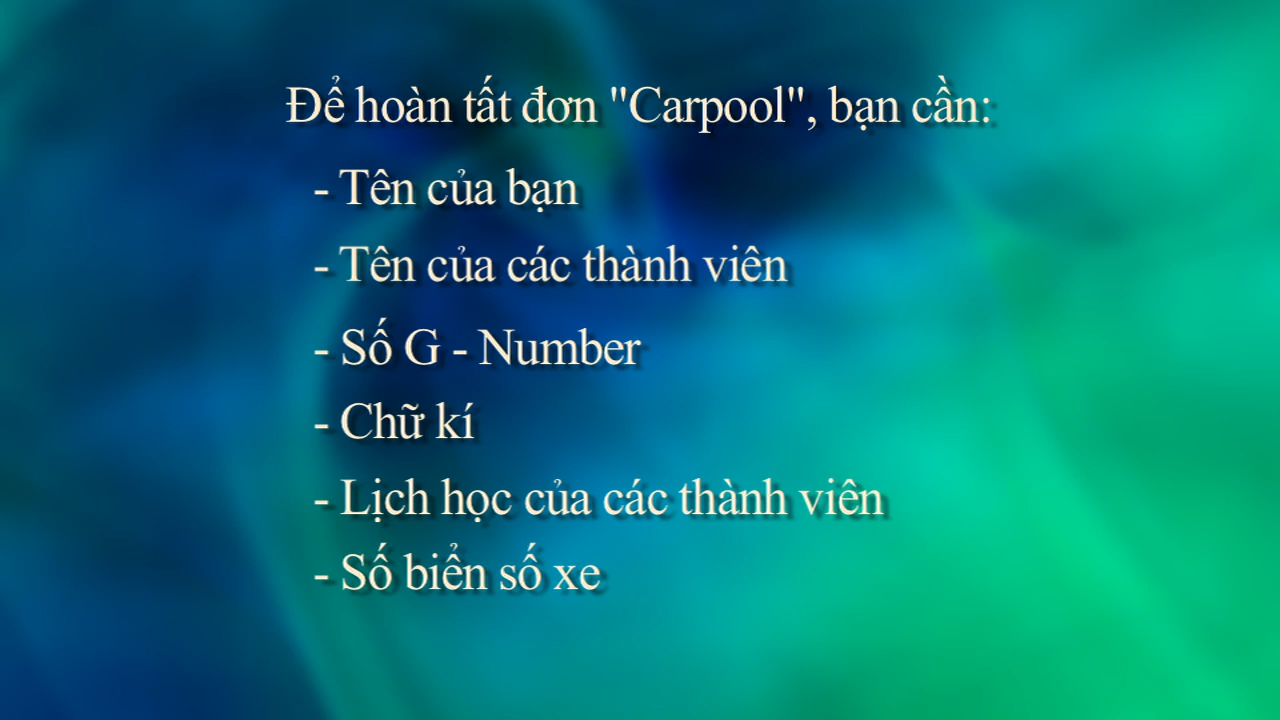 Để hoàn tất đơn "Carpool", bạn cần:
- Tên của bạn
- Tên của các thành viên
- Số G - Number
- Chữ kí
- Lịch học của các thành viên
- Số biển số xe